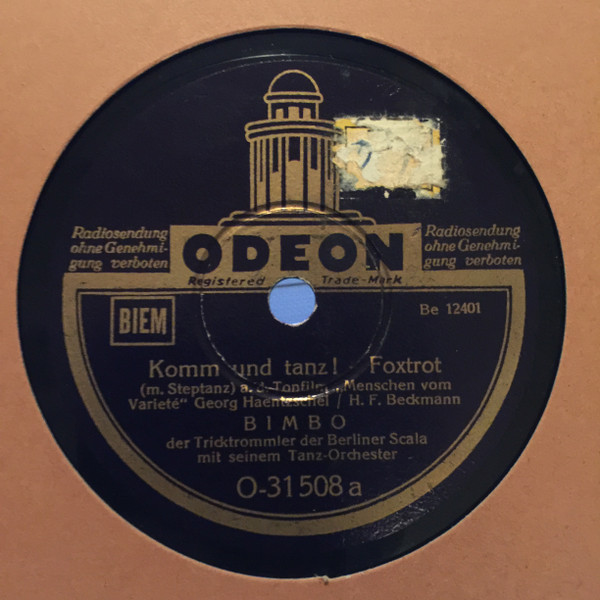 Radiosendung
ohne Genehmi-
gung verboten
ODEON
Registered Trade-Mark
Radiosendung
ohne Genehmi-
gung verboten
BIEM
Be 12401
Komm und tanz! Foxtrot
(m. Steptanz) a. d. Tonfilm „Menschen vom
Varieté“ Georg Haentzschel / H. F. Beckmann
BIMBO
der Tricktrommler der Berliner Scala
mit seinem Tanz-Orchester
O-31508a